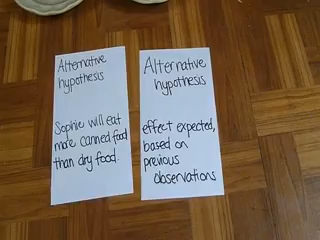 Alternative
hypothesis
Sophie will eat
more canned food
than dry food.
Alternative
hypothesis
effect expected,
based on
previous
observations